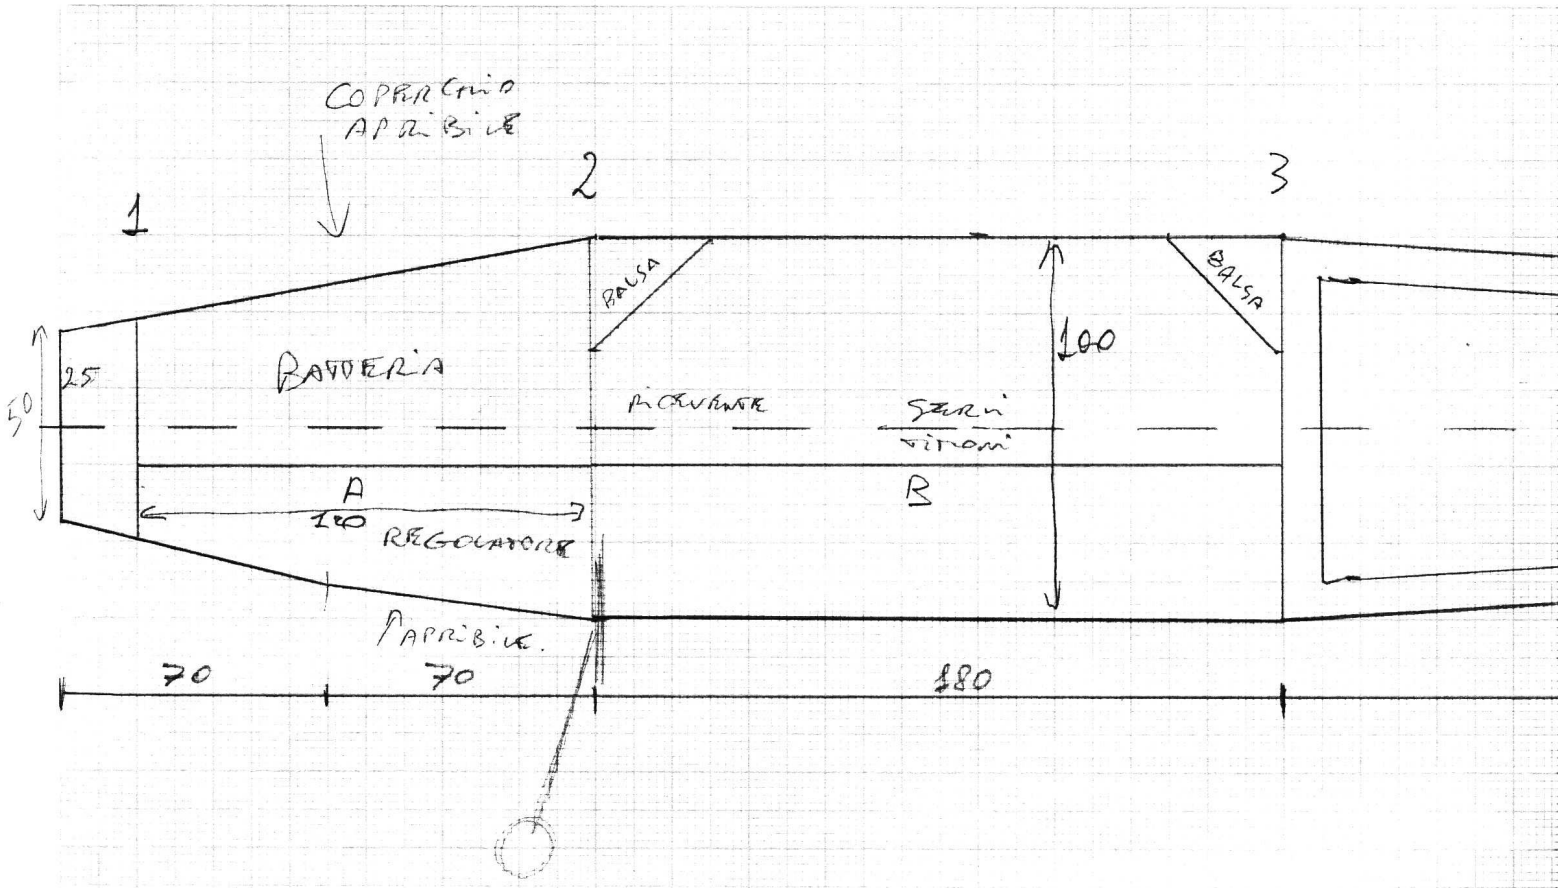 COPERCHIO
APRIBILE
1
2
3
BALSA
BALSA
100
25
50
BATTERIA
RICEVENTE
SERVI
TIMONI
A
120
B
REGOLATORE
APRIBILE.
70
70
180